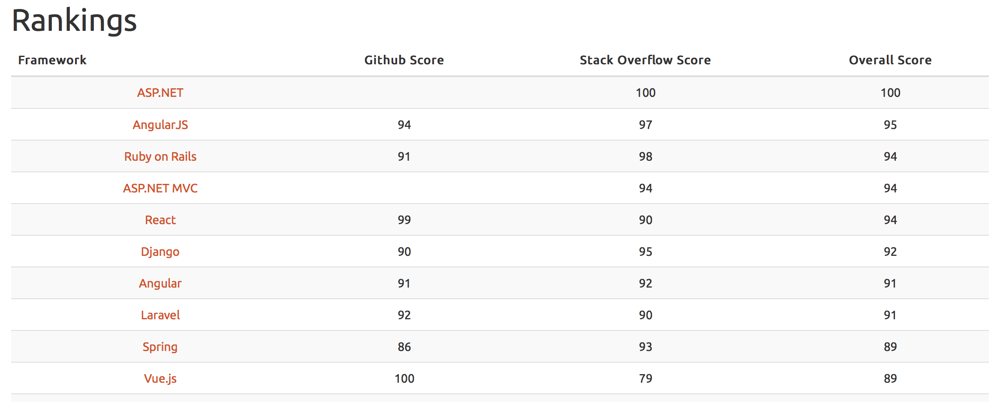 Rankings
Framework Github Score Stack Overflow Score Overall Score
ASP.NET 100 100
AngularJS 94 97 95
Ruby on Rails 91 98 94
ASP.NET MVC 94 94
React 99 90 94
Django 90 95 92
Angular 91 92 91
Laravel 92 90 91
Spring 86 93 89
Vue.js 100 79 89